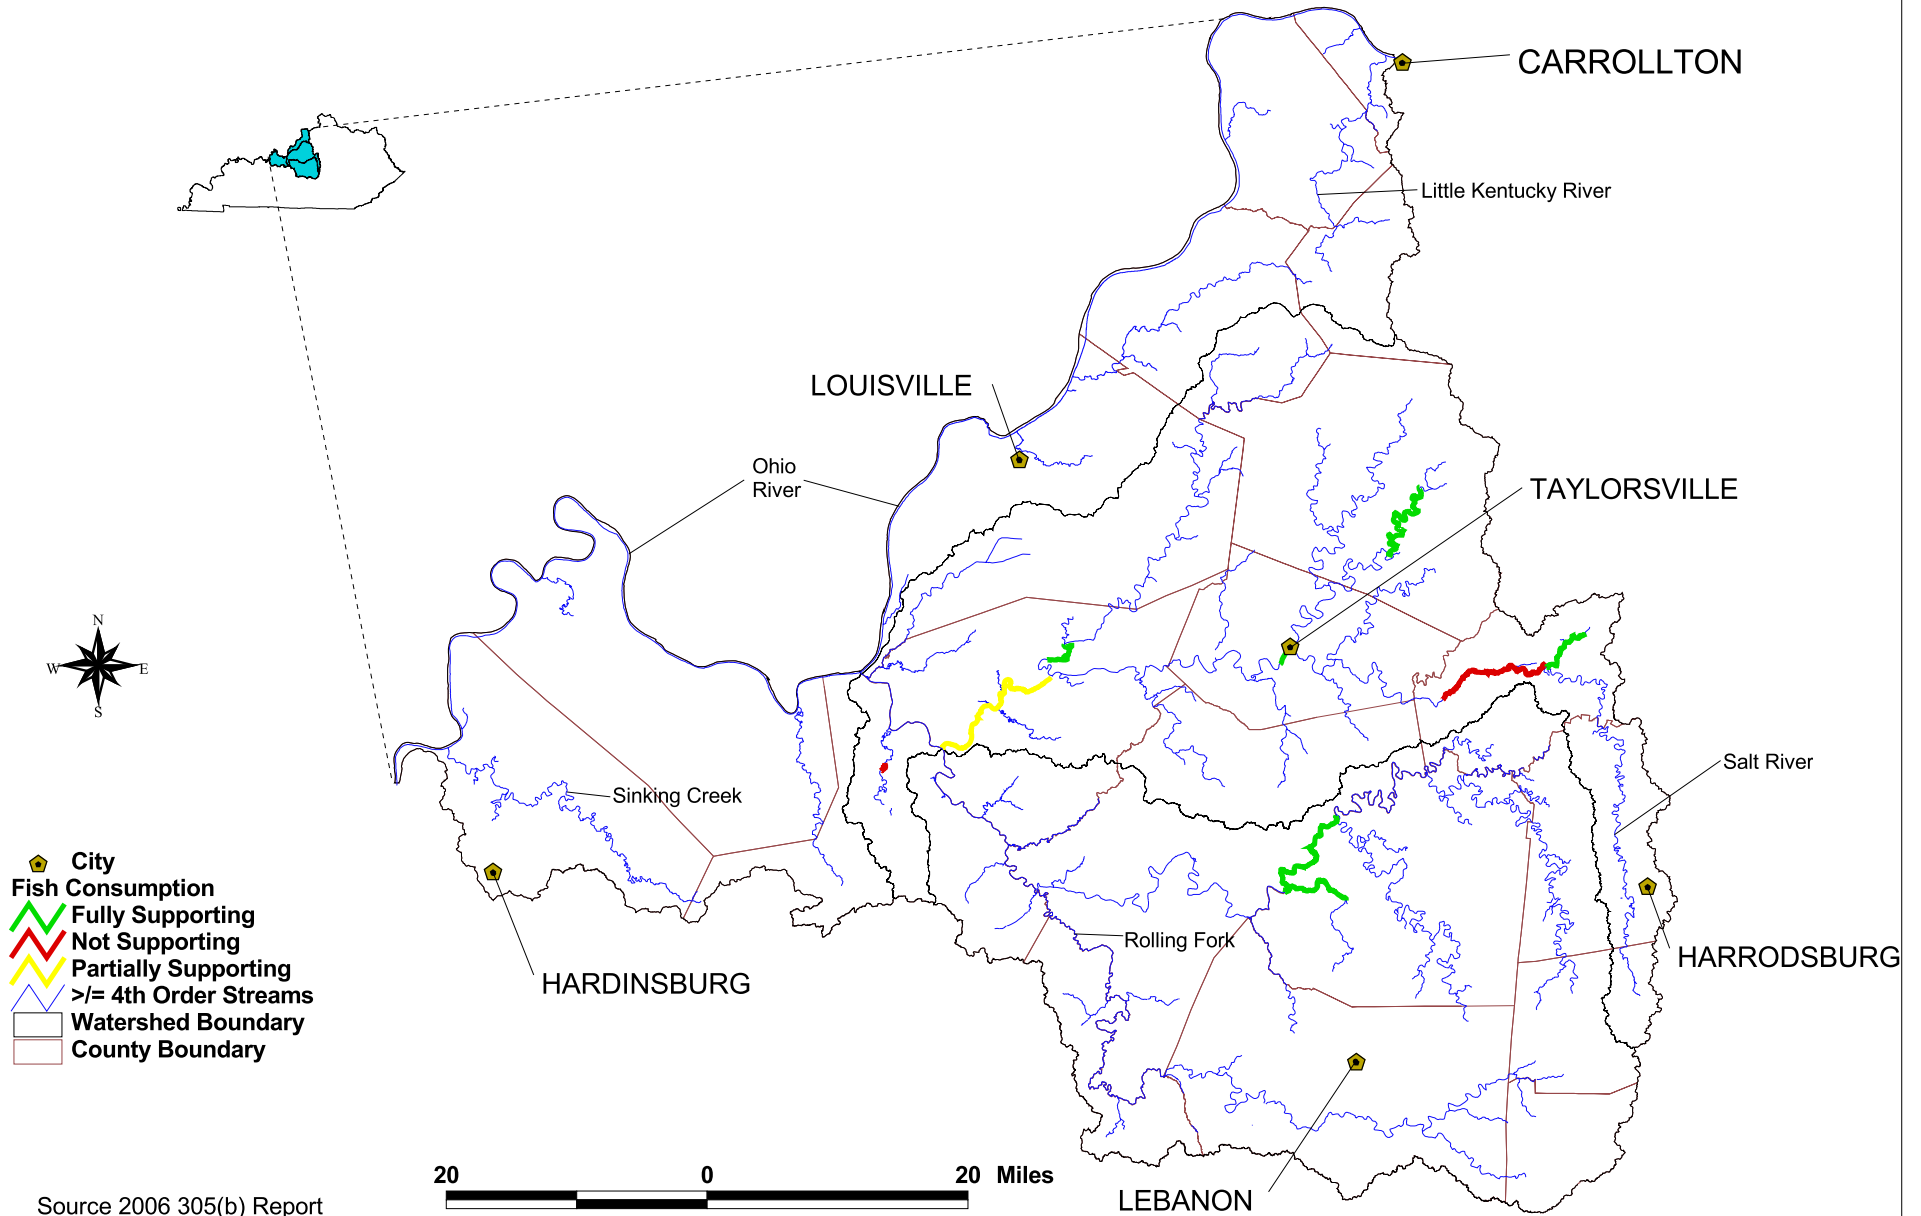 CARROLLTON
Little Kentucky River
LOUISVILLE
Ohio
River
TAYLORSVILLE
N
W
E
S
Salt River
Sinking Creek
Rolling Fork
HARRODSBURG
HARDINSBURG
LEBANON
City
Fish Consumption
Fully Supporting
Not Supporting
Partially Supporting
>/= 4th Order Streams
Watershed Boundary
County Boundary
20 0 20 Miles
Source 2006 305(b) Report